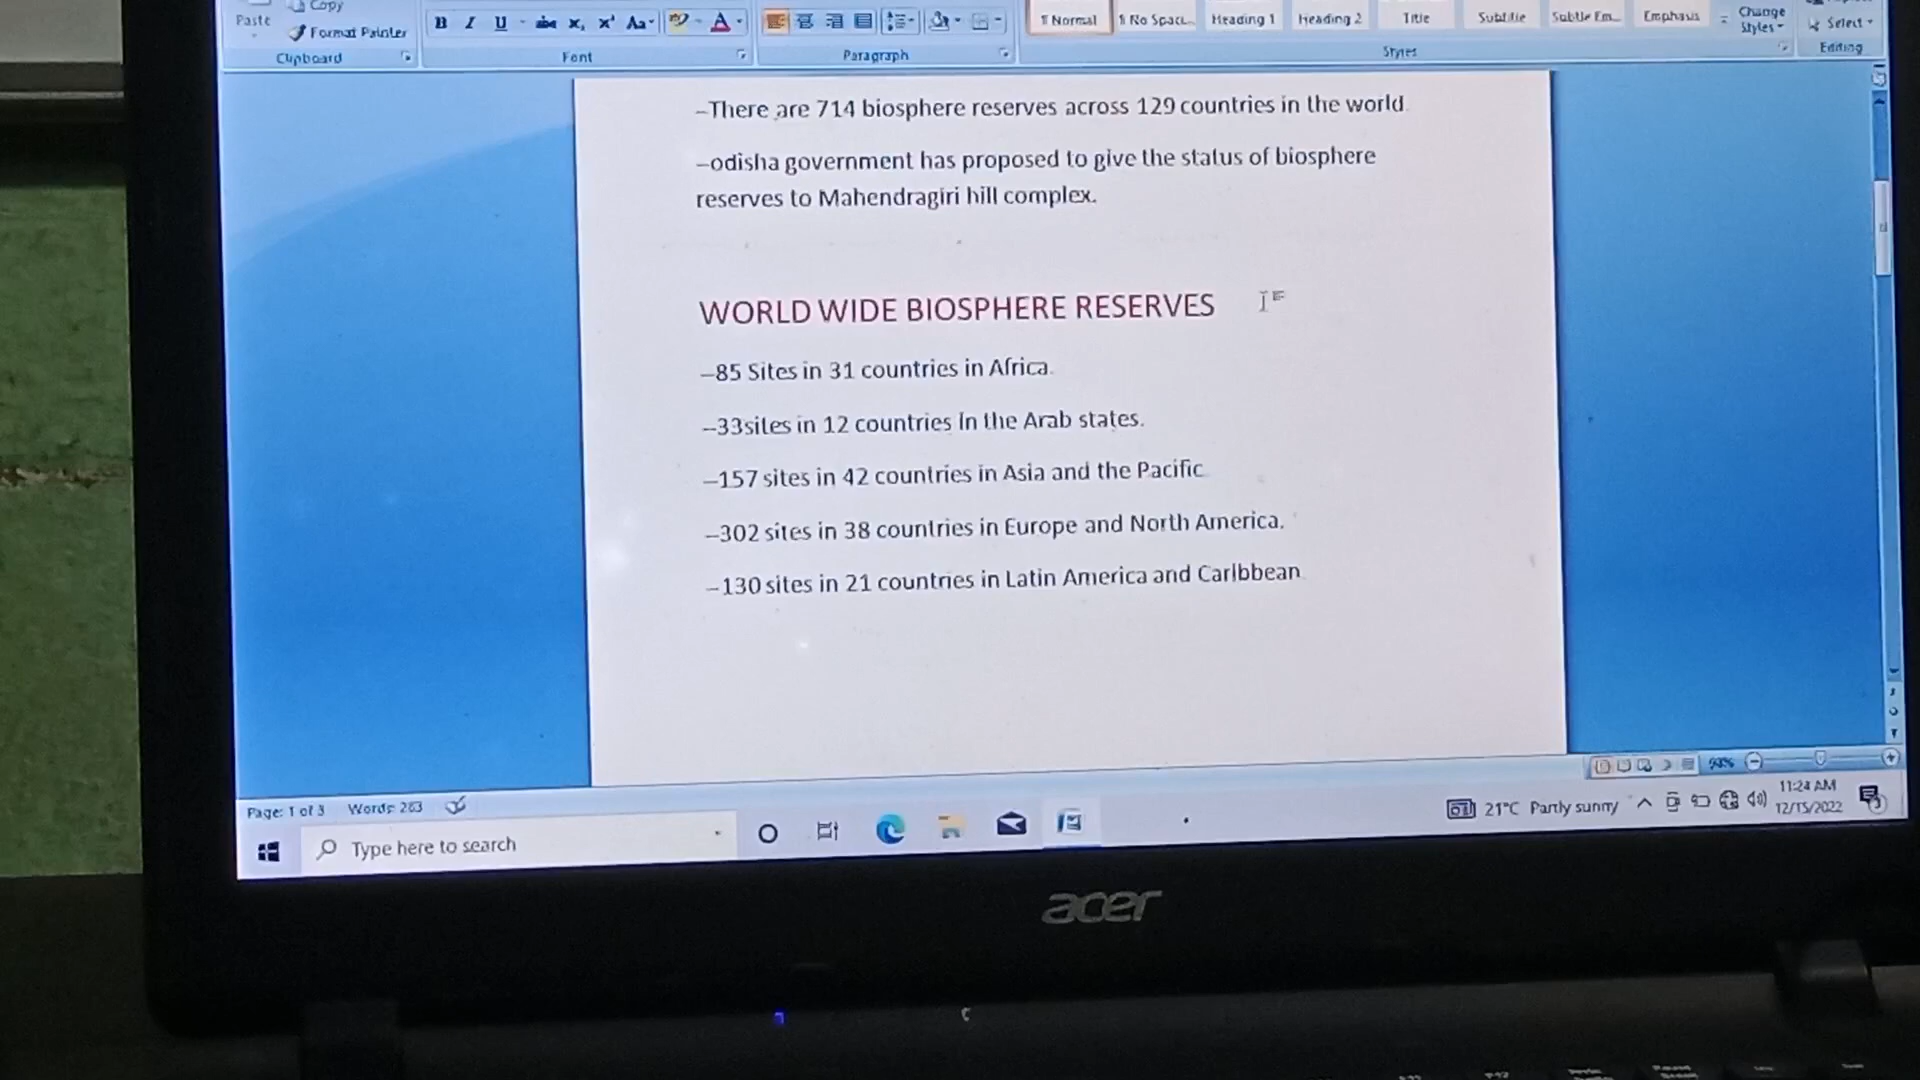 Copy
Paste
Format Painter
Clipboard
B I U abc x, x' Aa A
Font
Paragraph
¶ Normal ¶ No Spaci... Heading 1 Heading 2 Title Subtitle Subtle Em... Emphasis
Change Styles
Styles
Select
Editing
–There are 714 biosphere reserves across 129 countries in the world
–odisha government has proposed to give the status of biosphere
reserves to Mahendragiri hill complex.
WORLD WIDE BIOSPHERE RESERVES
–85 Sites in 31 countries in Africa.
–33sites in 12 countries In the Arab states.
–157 sites in 42 countries in Asia and the Pacific
–302 sites in 38 countries in Europe and North America.
–130 sites in 21 countries in Latin America and Caribbean
Page: 1 of 3 Words: 263
Type here to search
21°C Partly sunny
11:24 AM
12/15/2022
acer